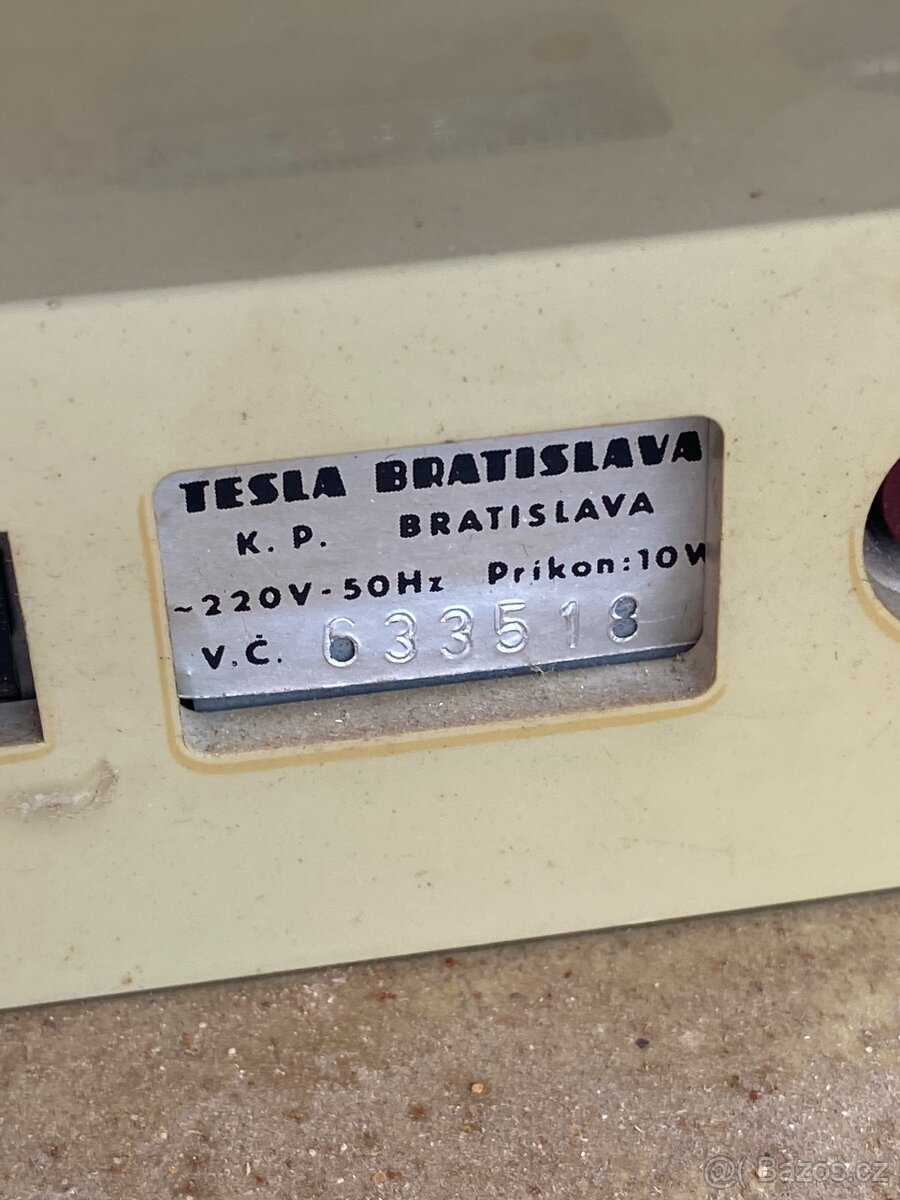 TESLA BRATISLAVA
K. P. BRATISLAVA
~220V-50Hz Príkon:10W
V.Č. 633518
@( Bazos.cz